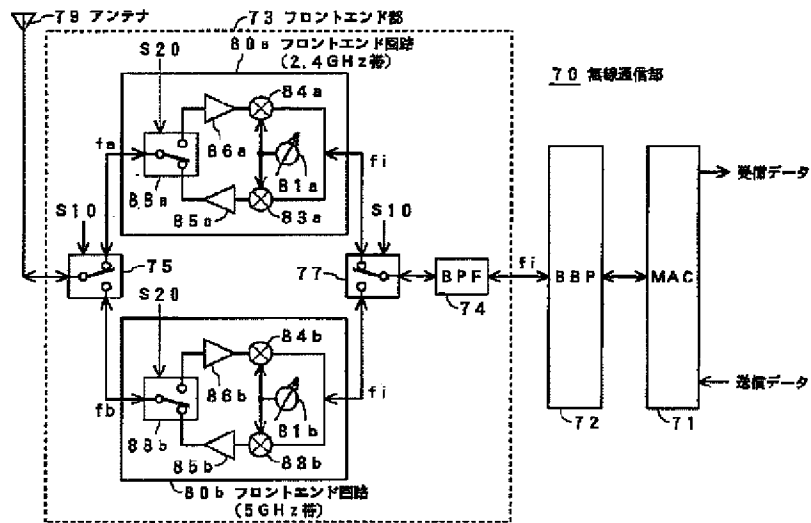 79 アンテナ
73 フロントエンド部
80a フロントエンド回路
(2.4GHz帯)
S20
84a
86a
fa
81a
fi
88a
85a
83a
S10
S10
75
77
BPF
74
fi
S20
84b
86b
fb
81b
fi
88b
85b
83b
80b フロントエンド回路
(5GHz帯)
70 無線通信部
BBP
72
MAC
71
受信データ
送信データ